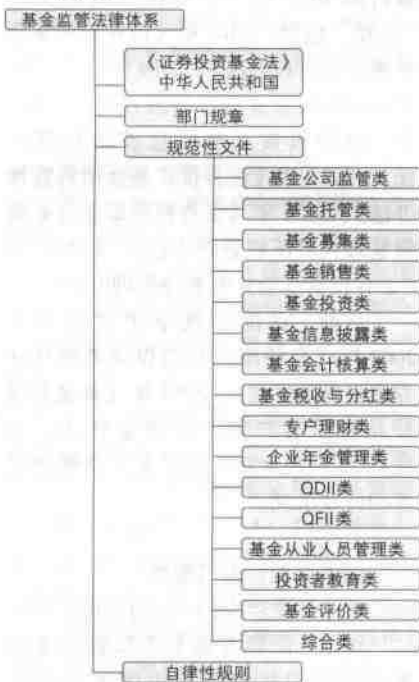 基金监管法律体系
《证券投资基金法》
中华人民共和国
部门规章
规范性文件
基金公司监管类
基金托管类
基金募集类
基金销售类
基金投资类
基金信息披露类
基金会计核算类
基金税收与分红类
专户理财类
企业年金管理类
QDII类
QFII类
基金从业人员管理类
投资者教育类
基金评价类
综合类
自律性规则